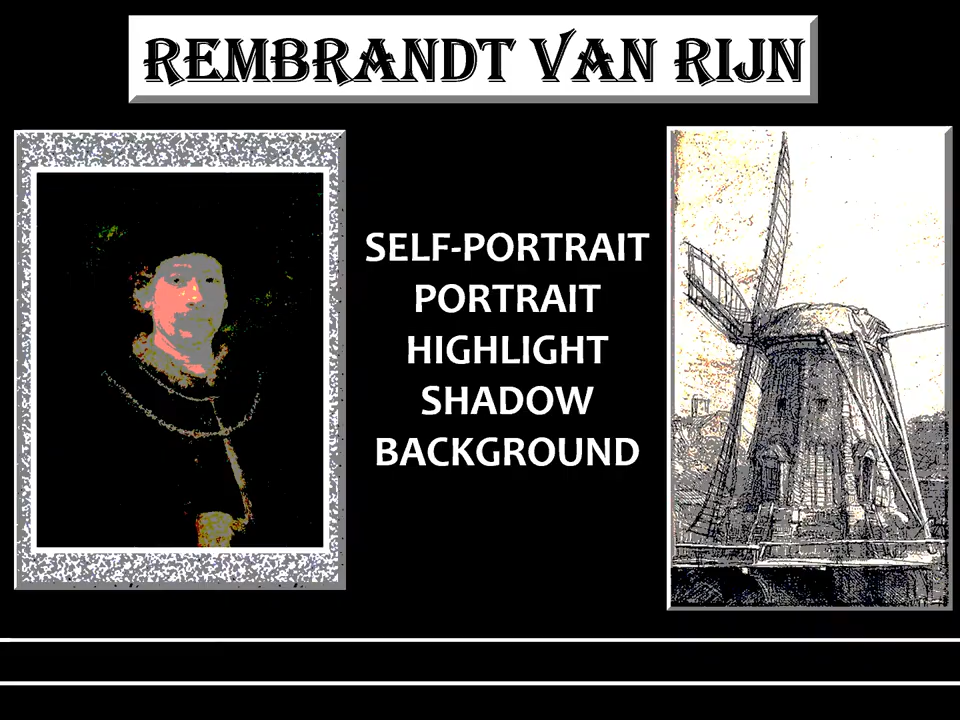 REMBRANDT VAN RIJN
SELF-PORTRAIT
PORTRAIT
HIGHLIGHT
SHADOW
BACKGROUND